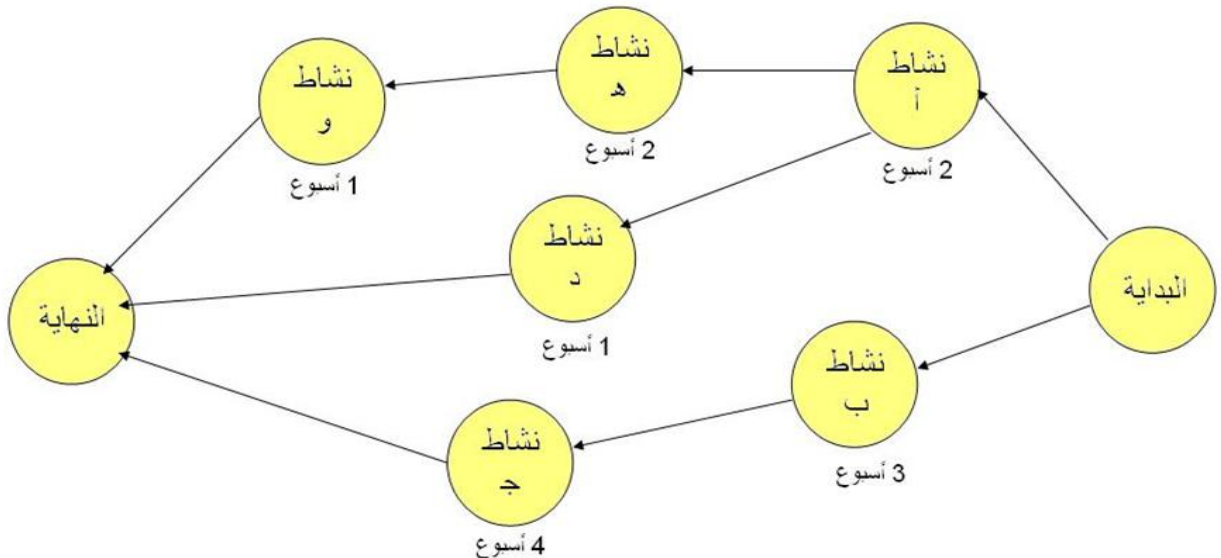 البداية
نشاط
أ
2 أسبوع
نشاط
هـ
2 أسبوع
نشاط
و
1 أسبوع
نشاط
د
1 أسبوع
نشاط
ب
3 أسبوع
نشاط
جـ
4 أسبوع
النهاية